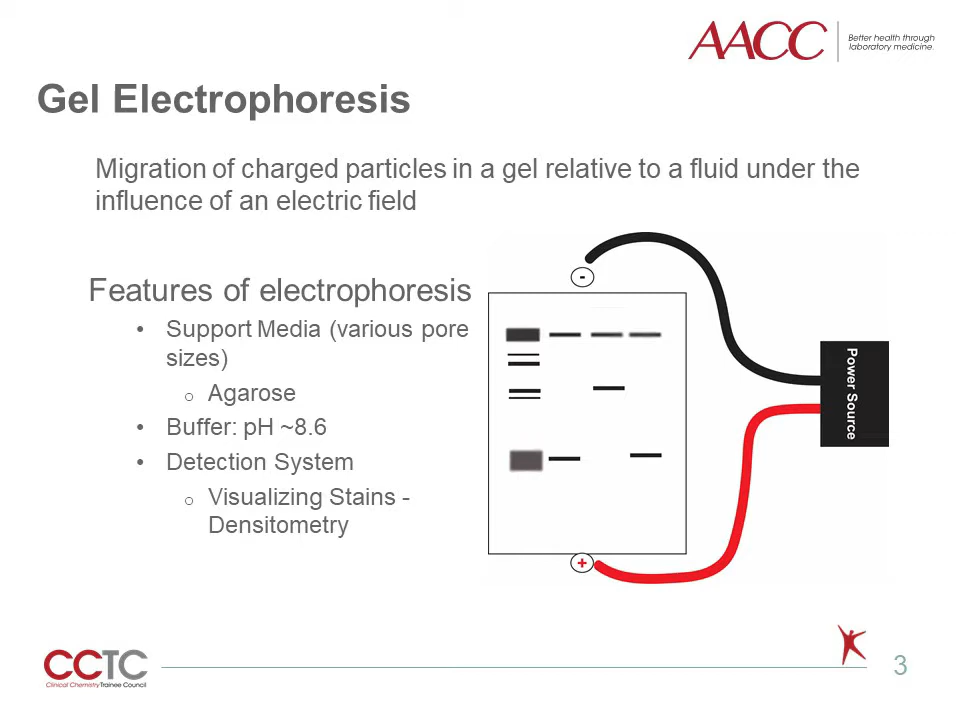 AACC
Better health through
laboratory medicine.
Gel Electrophoresis
Migration of charged particles in a gel relative to a fluid under the
influence of an electric field
Features of electrophoresis
• Support Media (various pore
sizes)
o Agarose
• Buffer: pH ~8.6
• Detection System
o Visualizing Stains -
Densitometry
-
Power Source
+
CCTC
Clinical Chemistry Trainee Council
3